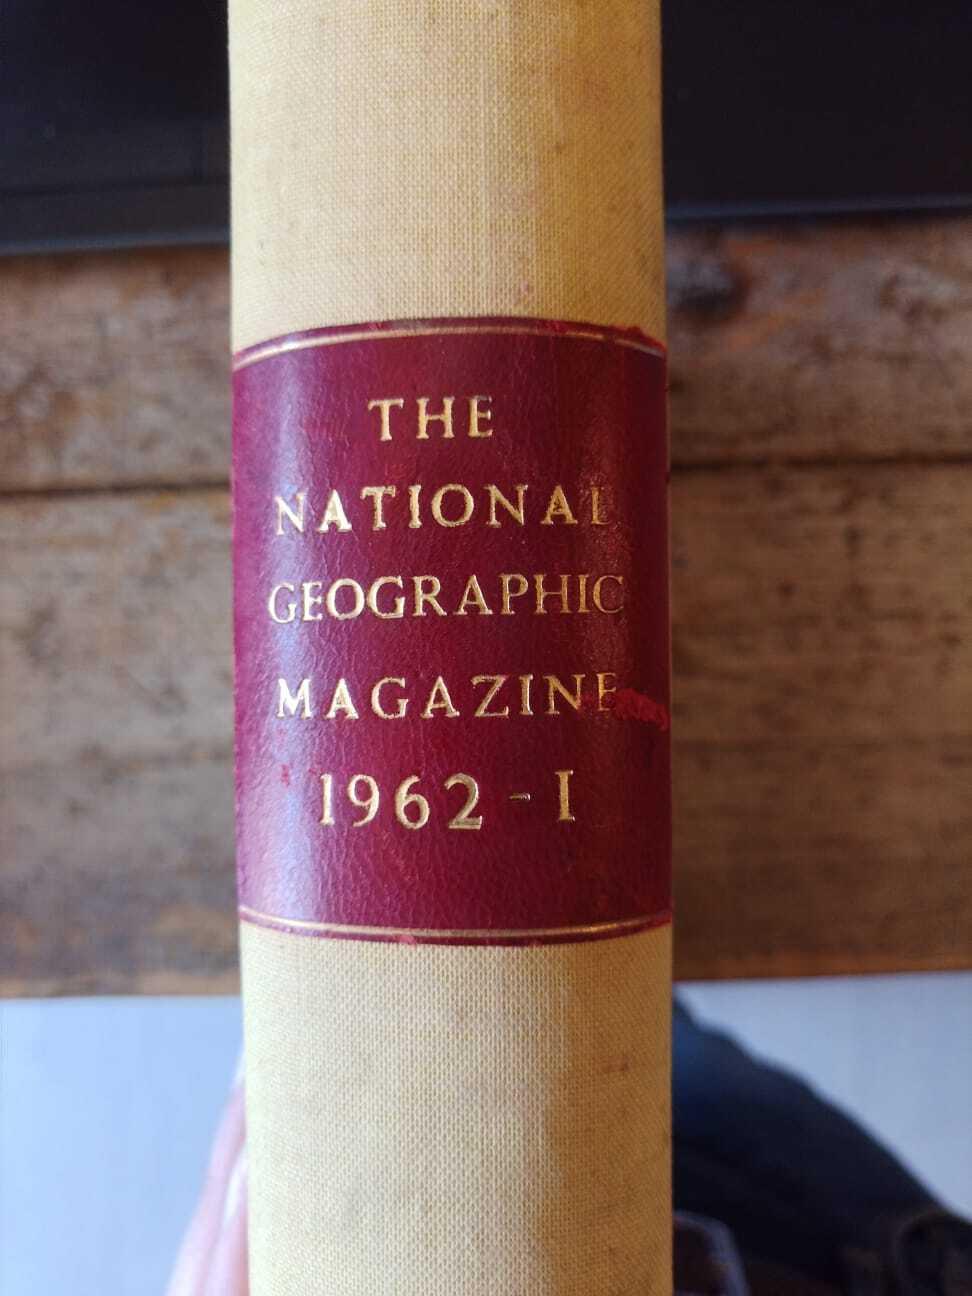 THE
NATIONAL
GEOGRAPHIC
MAGAZINE
1962 - I